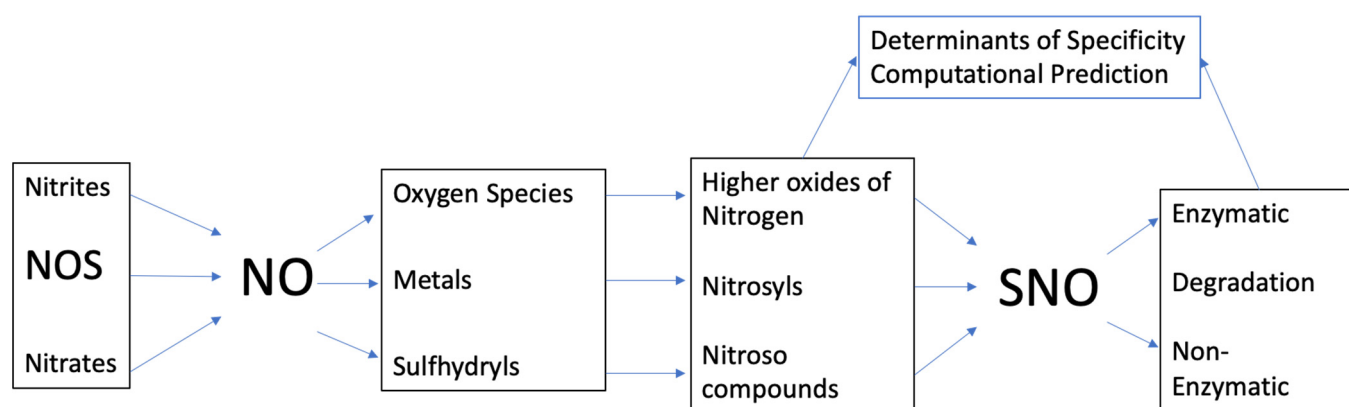 Determinants of Specificity
Computational Prediction
Nitrites
NOS
Nitrates
NO
Oxygen Species
Metals
Sulfhydryls
Higher oxides of
Nitrogen
Nitrosyls
Nitroso
compounds
SNO
Enzymatic
Degradation
Non-
Enzymatic